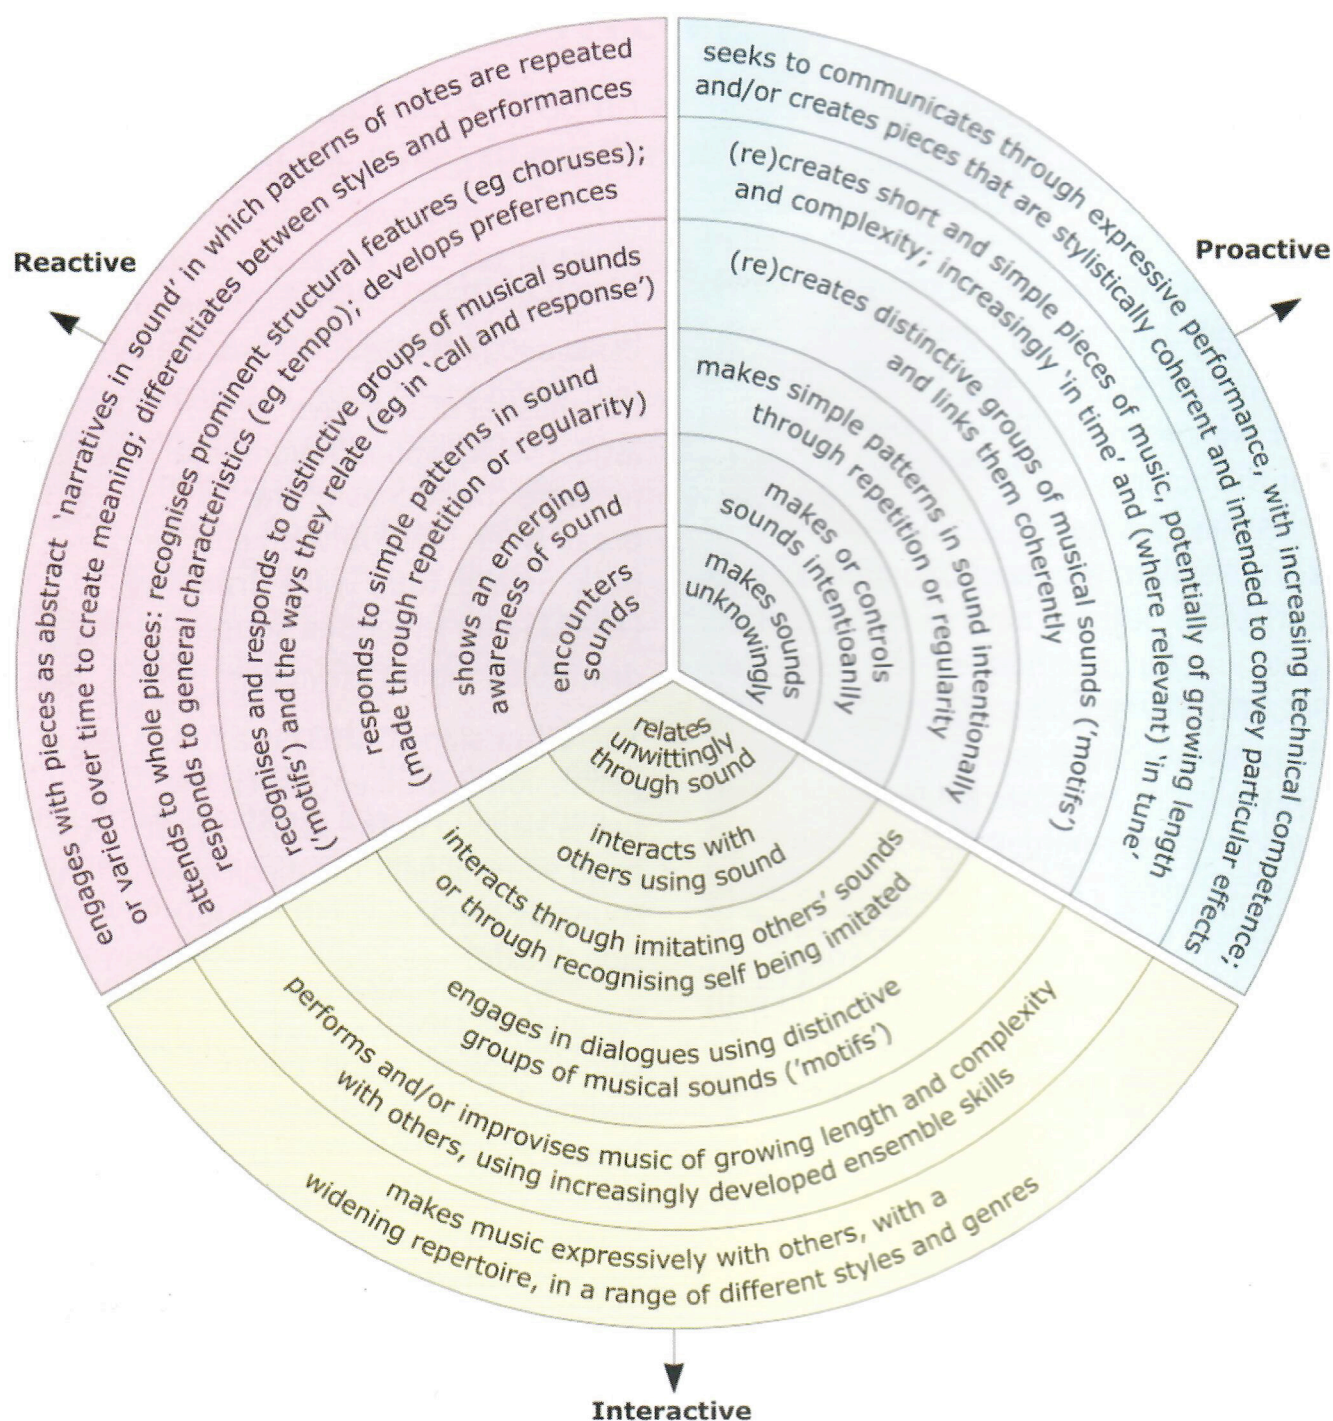 Reactive
engages with pieces as abstract ‘narratives in sound’ in which patterns of notes are repeated
or varied over time to create meaning; differentiates between styles and performances
attends to whole pieces: recognises prominent structural features (eg choruses);
responds to general characteristics (eg tempo); develops preferences
recognises and responds to distinctive groups of musical sounds
(‘motifs’) and the ways they relate (eg in ‘call and response’)
responds to simple patterns in sound
(made through repetition or regularity)
shows an emerging
awareness of sound
encounters
sounds
Proactive
seeks to communicates through expressive performance, with increasing technical competence;
and/or creates pieces that are stylistically coherent and intended to convey particular effects
(re)creates short and simple pieces of music, potentially of growing length
and complexity; increasingly ‘in time’ and (where relevant) ‘in tune’
(re)creates distinctive groups of musical sounds (‘motifs’)
and links them coherently
makes simple patterns in sound intentionally
through repetition or regularity
makes or controls
sounds intentioanlly
makes sounds
unknowingly
relates
unwittingly
through sound
interacts with
others using sound
interacts through imitating others’ sounds
or through recognising self being imitated
engages in dialogues using distinctive
groups of musical sounds (‘motifs’)
performs and/or improvises music of growing length and complexity
with others, using increasingly developed ensemble skills
makes music expressively with others, with a
widening repertoire, in a range of different styles and genres
Interactive